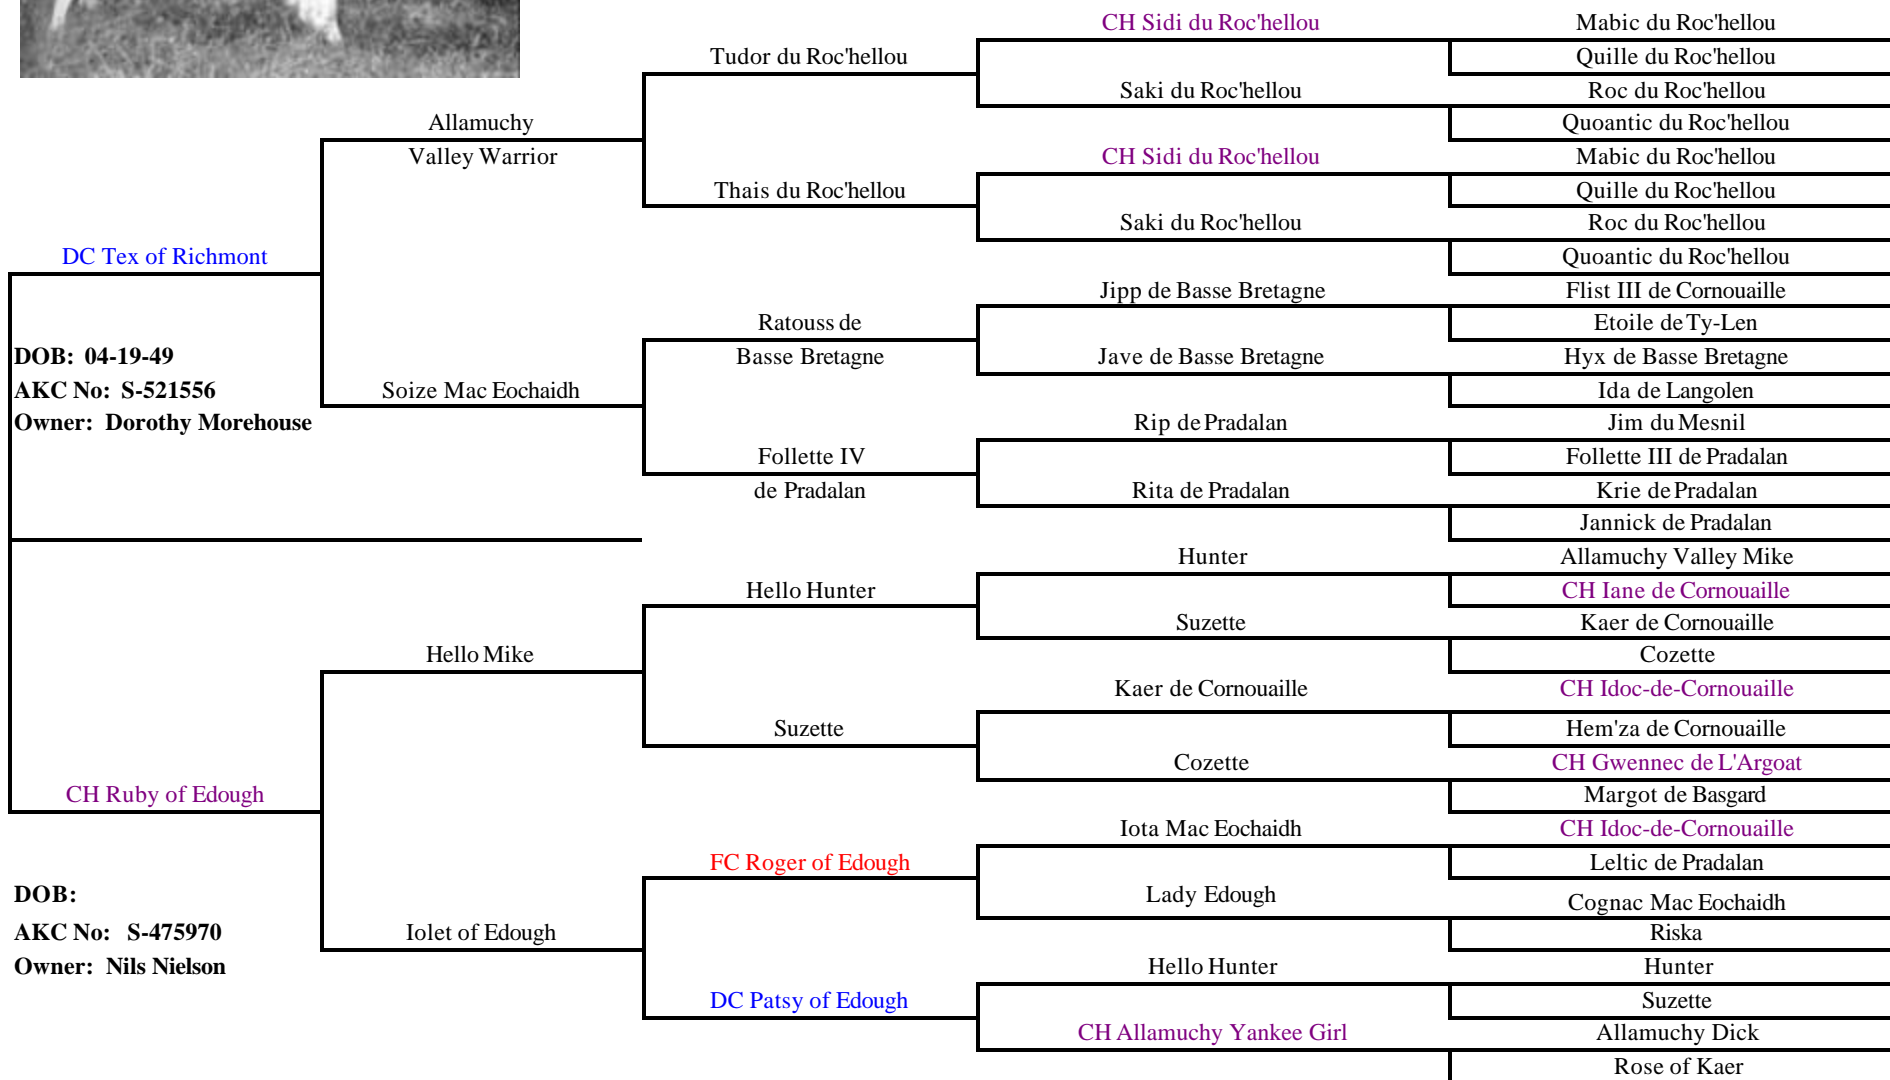 CH Sidi du Roc'hellou
Mabic du Roc'hellou
Tudor du Roc'hellou
Quille du Roc'hellou
Saki du Roc'hellou
Roc du Roc'hellou
Allamuchy
Quoantic du Roc'hellou
Valley Warrior
CH Sidi du Roc'hellou
Mabic du Roc'hellou
Thais du Roc'hellou
Quille du Roc'hellou
Saki du Roc'hellou
Roc du Roc'hellou
DC Tex of Richmont
Quoantic du Roc'hellou
Jipp de Basse Bretagne
Flist III de Cornouaille
Ratouss de
Etoile de Ty-Len
DOB: 04-19-49
Basse Bretagne
Jave de Basse Bretagne
Hyx de Basse Bretagne
AKC No: S-521556
Soize Mac Eochaidh
Ida de Langolen
Owner: Dorothy Morehouse
Rip de Pradalan
Jim du Mesnil
Follette IV
Follette III de Pradalan
de Pradalan
Rita de Pradalan
Krie de Pradalan
Jannick de Pradalan
Hunter
Allamuchy Valley Mike
Hello Hunter
CH Iane de Cornouaille
Suzette
Kaer de Cornouaille
Hello Mike
Cozette
Kaer de Cornouaille
CH Idoc-de-Cornouaille
Suzette
Hem'za de Cornouaille
Cozette
CH Gwennec de L'Argoat
CH Ruby of Edough
Margot de Basgard
Iota Mac Eochaidh
CH Idoc-de-Cornouaille
FC Roger of Edough
Leltic de Pradalan
DOB:
Lady Edough
Cognac Mac Eochaidh
AKC No: S-475970
Iolet of Edough
Riska
Owner: Nils Nielson
Hello Hunter
Hunter
DC Patsy of Edough
Suzette
CH Allamuchy Yankee Girl
Allamuchy Dick
Rose of Kaer